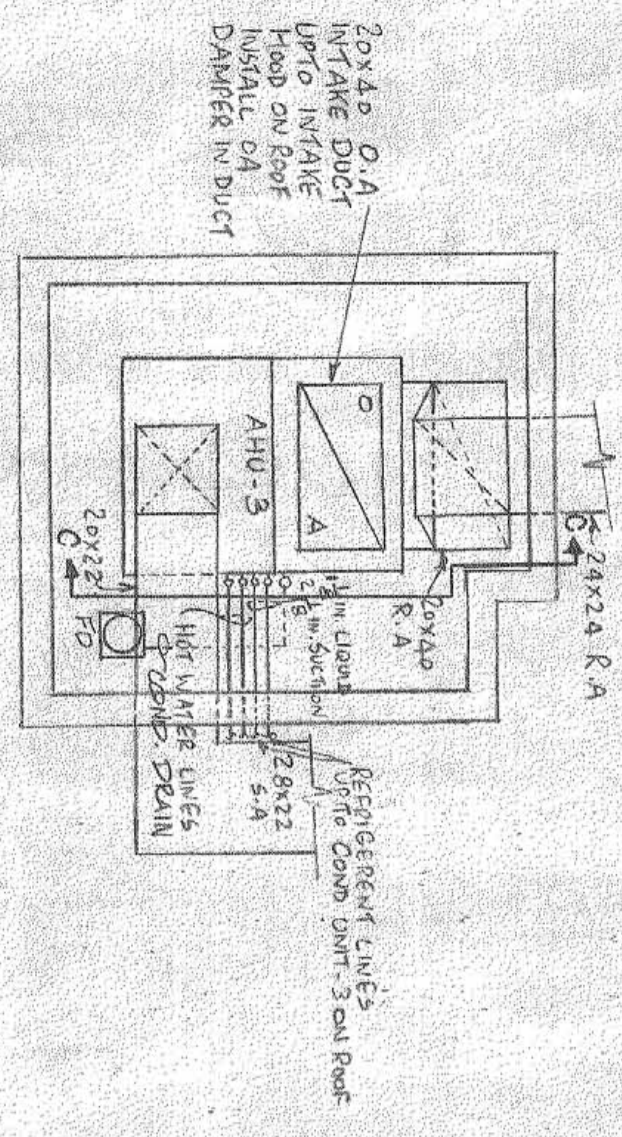 20X40 O.A
INTAKE DUCT
UPTO INTAKE
HOOD ON ROOF
INSTALL OA
DAMPER IN DUCT
24x24 R.A
C
20x40
R.A
O
A
AHU-3
1 1/8 IN LIQUID
2 1/8 IN. SUCTION
20x22
C
FD
HOT WATER LINES
COND. DRAIN
28x22
S.A
REFRIGERENT LINES
UPTO COND UNIT-3 ON ROOF